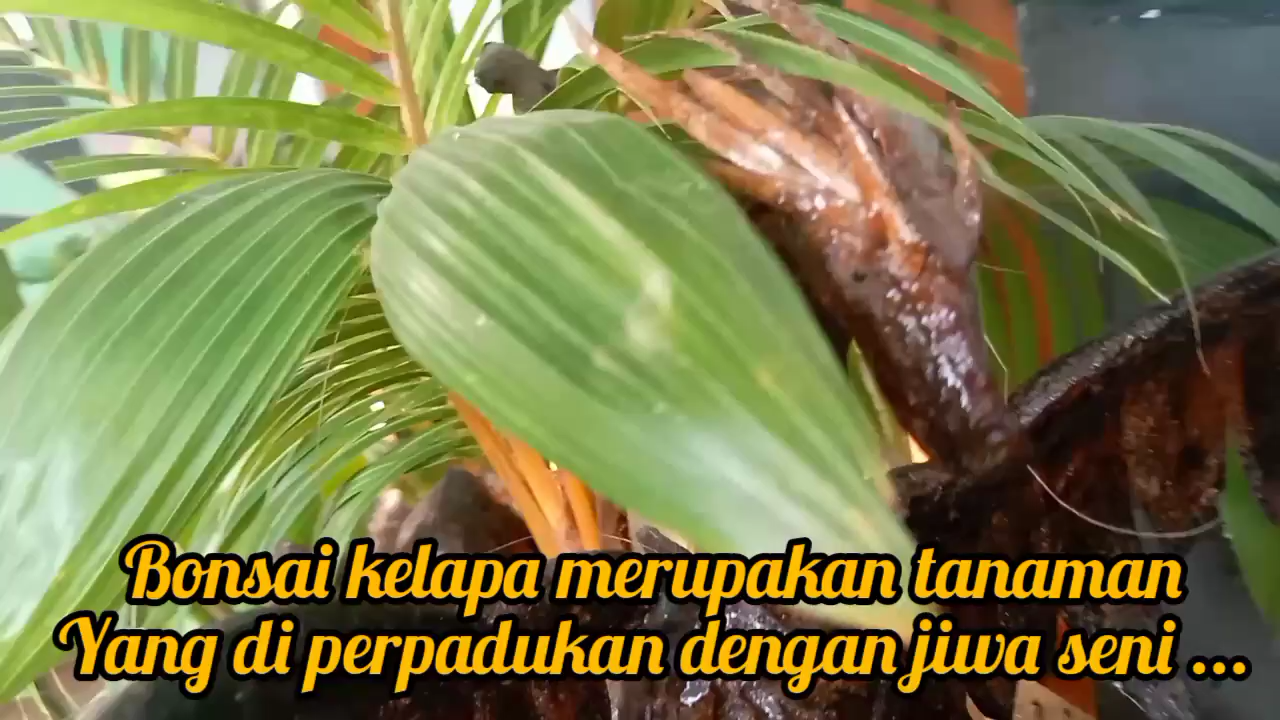 Bonsai kelapa merupakan tanaman
Yang di perpadukan dengan jiwa seni ...